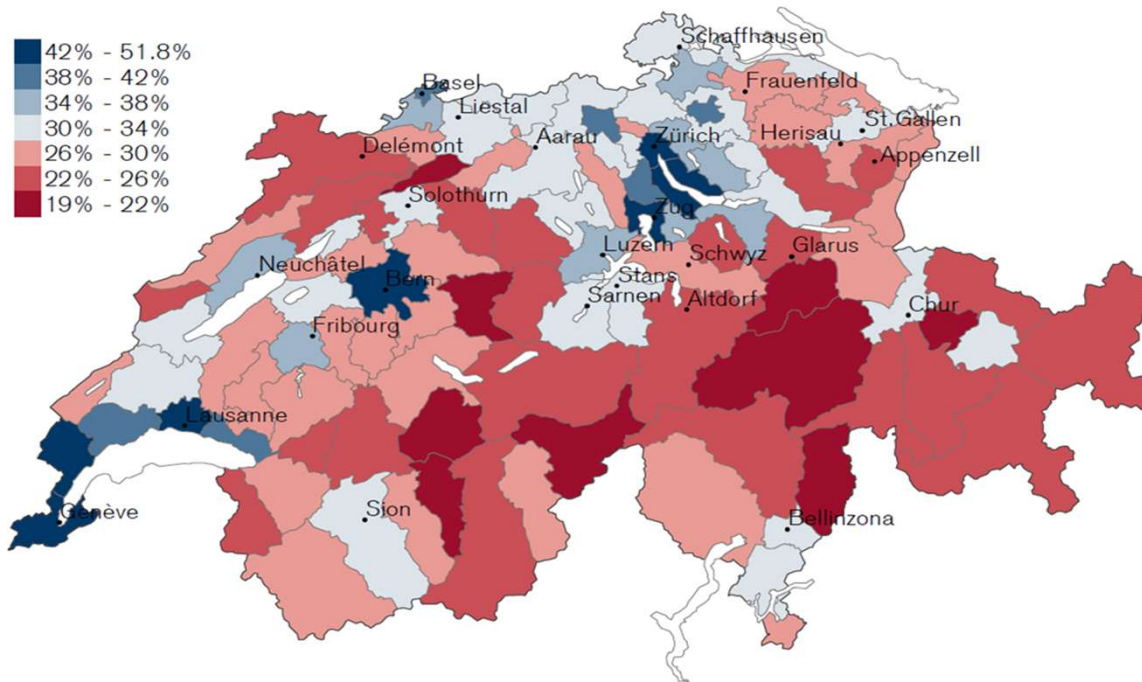 42% - 51.8%
38% - 42%
34% - 38%
30% - 34%
26% - 30%
22% - 26%
19% - 22%
Schaffhausen
Basel
Frauenfeld
Liestal
St.Gallen
Aarau
Zürich
Herisau
Delémont
Appenzell
Solothurn
Zug
Luzern
Schwyz
Glarus
Neuchâtel
Bern
Stans
Sarnen
Altdorf
Chur
Fribourg
Lausanne
Genève
Sion
Bellinzona